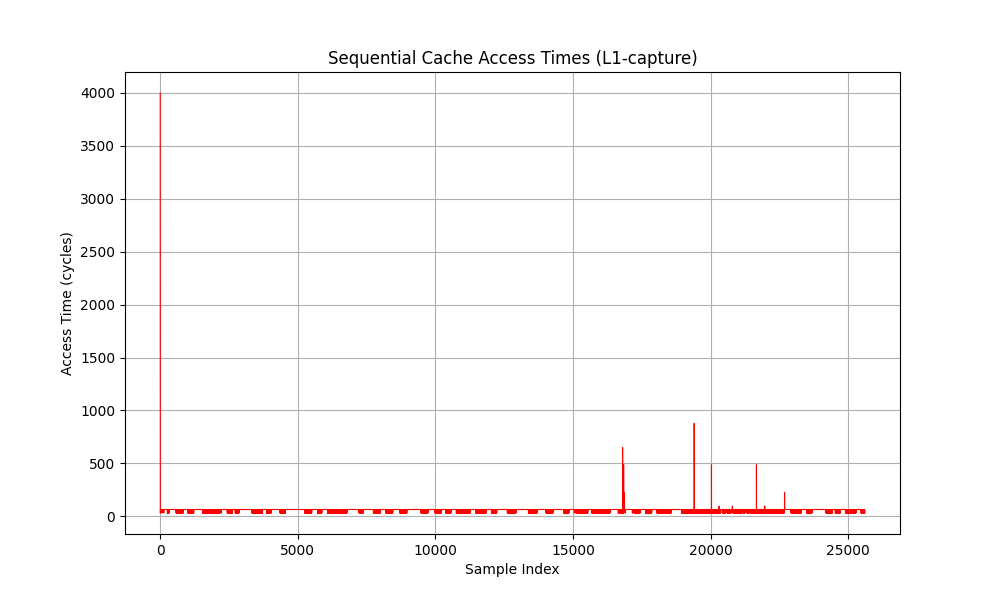 Sequential Cache Access Times (L1-capture)
Access Time (cycles)
4000
3500
3000
2500
2000
1500
1000
500
0
0 5000 10000 15000 20000 25000
Sample Index